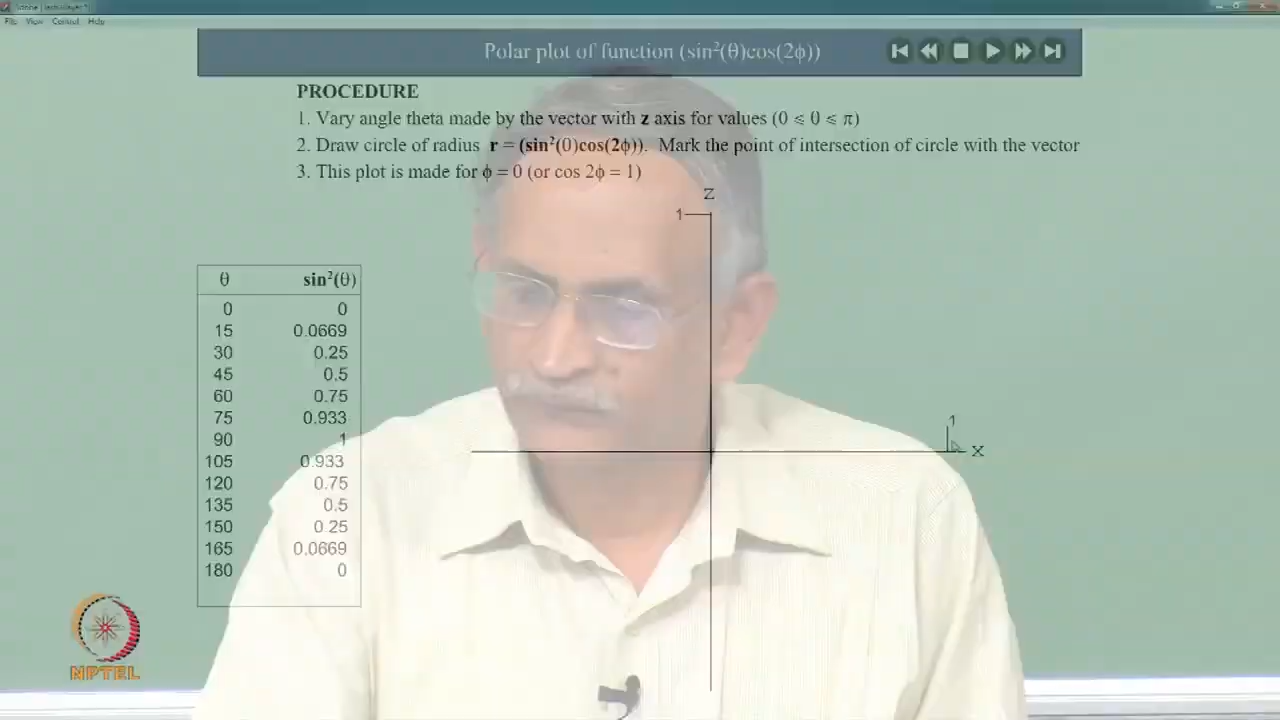 File View Control Help
Polar plot of function (sin²(θ)cos(2ϕ))
PROCEDURE
1. Vary angle theta made by the vector with z axis for values (0 ⩽ θ ⩽ π)
2. Draw circle of radius r = (sin²(θ)cos(2ϕ)). Mark the point of intersection of circle with the vector
3. This plot is made for ϕ = 0 (or cos 2ϕ = 1)
Z
1
θ sin²(θ)
0 0
15 0.0669
30 0.25
45 0.5
60 0.75
75 0.933
90 1
105 0.933
120 0.75
135 0.5
150 0.25
165 0.0669
180 0
1
X
NPTEL